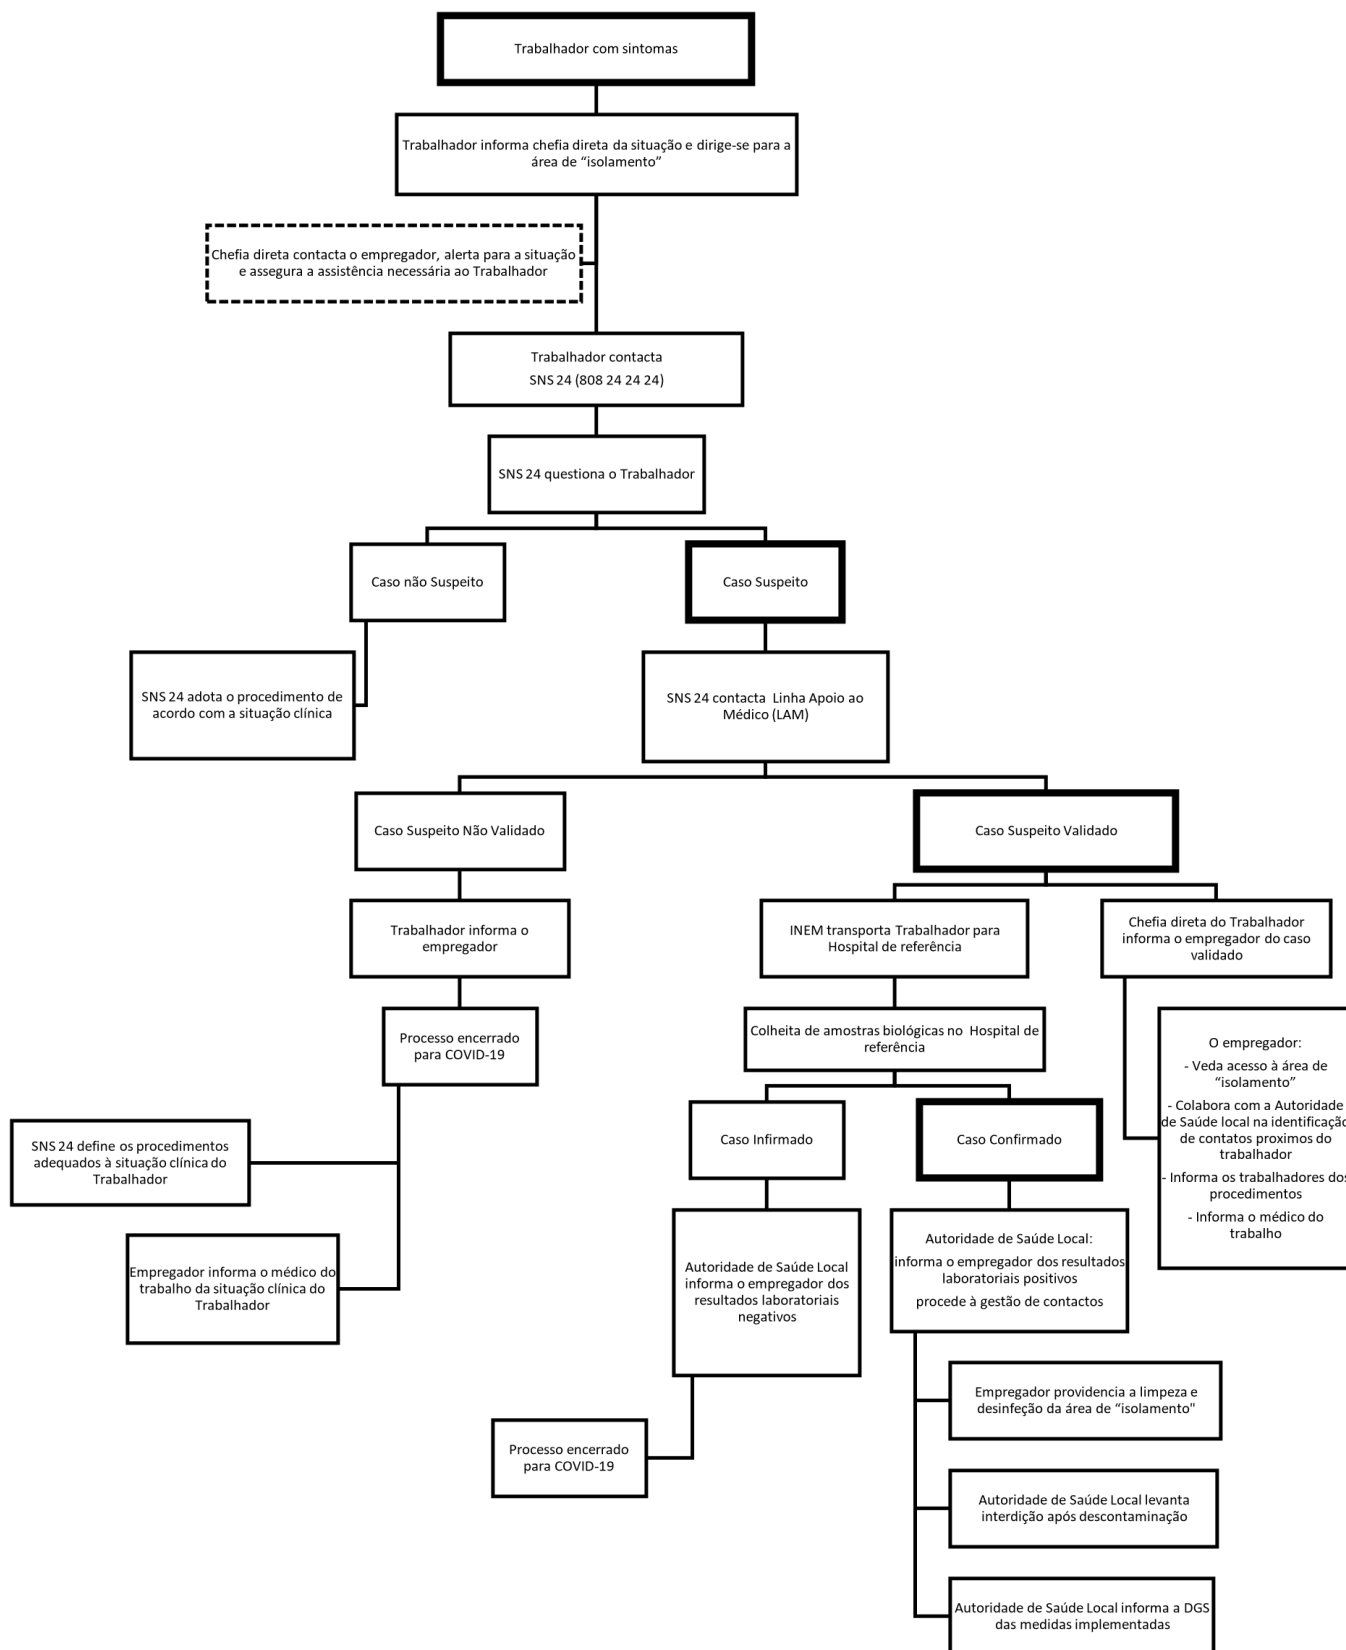 Trabalhador com sintomas
Trabalhador informa chefia direta da situação e dirige-se para a
área de “isolamento”
Chefia direta contacta o empregador, alerta para a situação
e assegura a assistência necessária ao Trabalhador
Trabalhador contacta
SNS 24 (808 24 24 24)
SNS 24 questiona o Trabalhador
Caso não Suspeito
Caso Suspeito
SNS 24 adota o procedimento de
acordo com a situação clínica
SNS 24 contacta Linha Apoio ao
Médico (LAM)
Caso Suspeito Não Validado
Caso Suspeito Validado
Trabalhador informa o
empregador
INEM transporta Trabalhador para
Hospital de referência
Chefia direta do Trabalhador
informa o empregador do caso
validado
Processo encerrado
para COVID-19
Colheita de amostras biológicas no Hospital de
referência
O empregador:
- Veda acesso à área de
“isolamento”
- Colabora com a Autoridade
de Saúde local na identificação
de contatos proximos do
trabalhador
- Informa os trabalhadores dos
procedimentos
- Informa o médico do
trabalho
SNS 24 define os procedimentos
adequados à situação clínica do
Trabalhador
Caso Infirmado
Caso Confirmado
Empregador informa o médico do
trabalho da situação clínica do
Trabalhador
Autoridade de Saúde Local
informa o empregador dos
resultados laboratoriais
negativos
Autoridade de Saúde Local:
informa o empregador dos resultados
laboratoriais positivos
procede à gestão de contactos
Processo encerrado
para COVID-19
Empregador providencia a limpeza e
desinfeção da área de “isolamento"
Autoridade de Saúde Local levanta
interdição após descontaminação
Autoridade de Saúde Local informa a DGS
das medidas implementadas